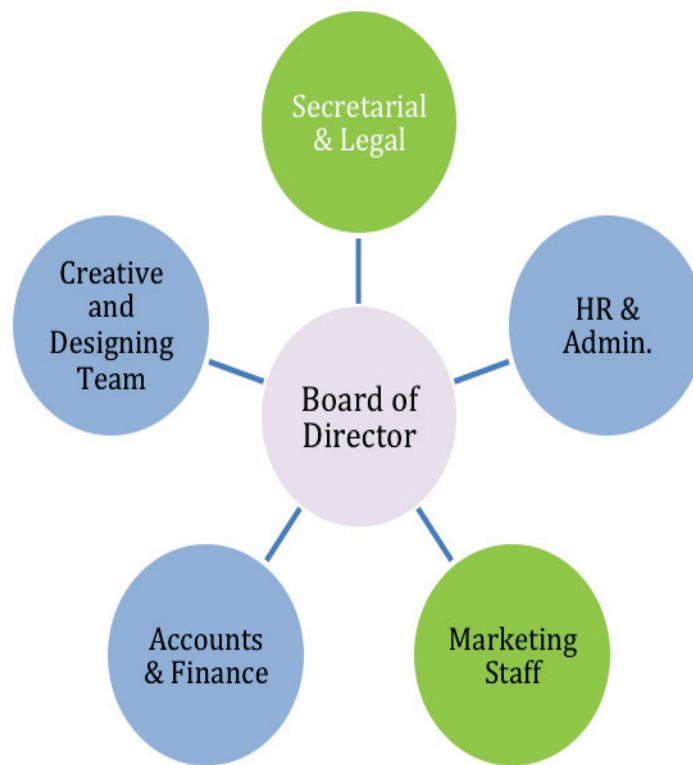 Secretarial
& Legal
Creative
and
Designing
Team
HR &
Admin.
Board of
Director
Accounts
& Finance
Marketing
Staff